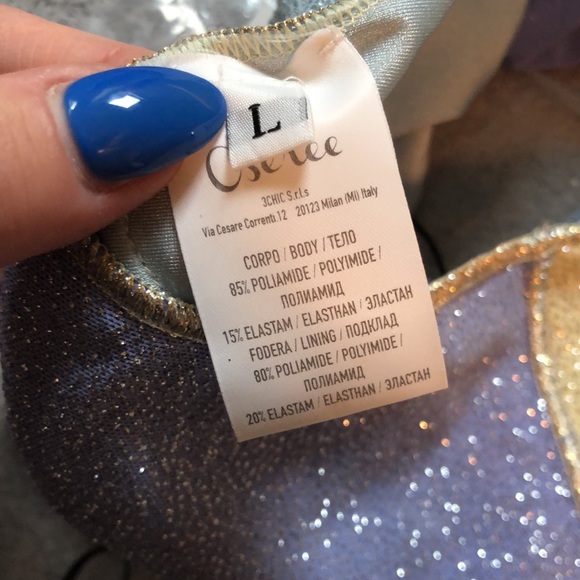 L
Oséree
3CHIC S.r.l.s
Via Cesare Correnti,12 20123 Milan (MI) Italy
CORPO / BODY / ТЕЛО
85% POLIAMIDE / POLYIMIDE /
ПОЛИАМИД
15% ELASTAM / ELASTHAN / ЭЛАСТАН
FODERA / LINING / ПОДКЛАД
80% POLIAMIDE / POLYIMIDE /
ПОЛИАМИД
20% ELASTAM / ELASTHAN / ЭЛАСТАН